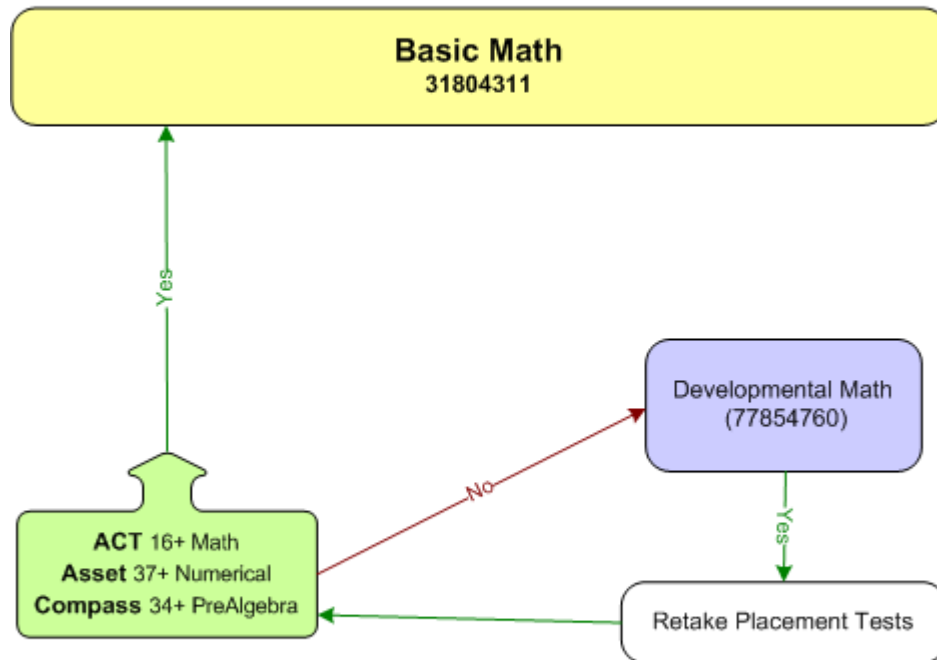 Basic Math
31804311
Yes
Developmental Math
(77854760)
No
Yes
ACT 16+ Math
Asset 37+ Numerical
Compass 34+ PreAlgebra
Retake Placement Tests